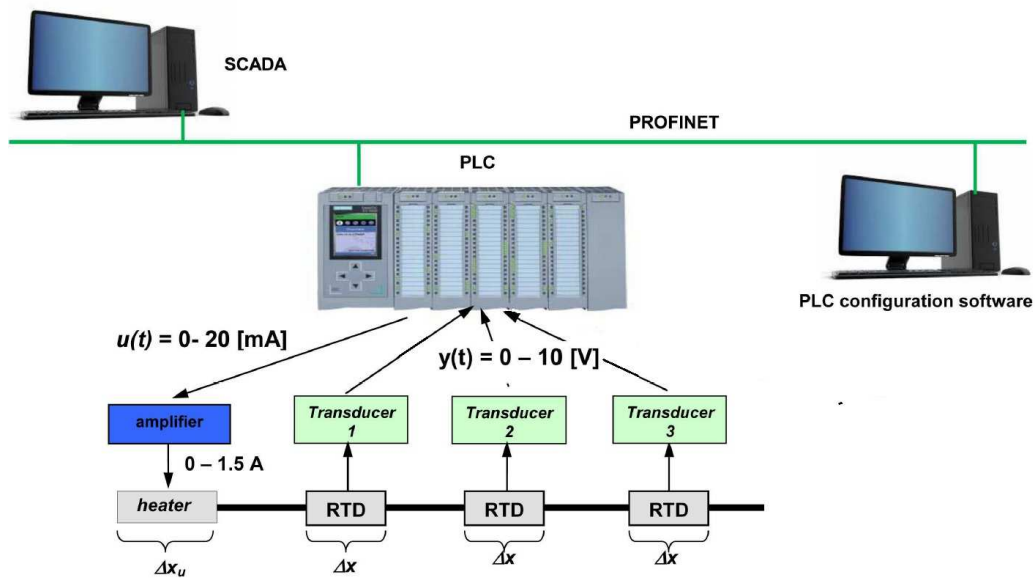 SCADA
PROFINET
PLC
PLC configuration software
u(t) = 0- 20 [mA]
y(t) = 0 – 10 [V]
amplifier
Transducer
1
Transducer
2
Transducer
3
0 – 1.5 A
heater
RTD
RTD
RTD
Δxu
Δx
Δx
Δx